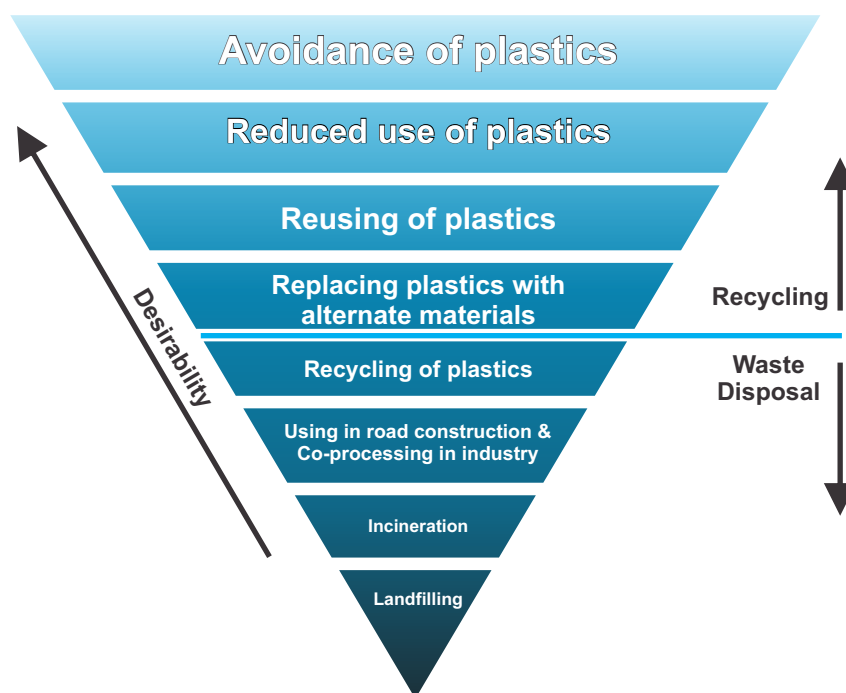 Avoidance of plastics
Reduced use of plastics
Reusing of plastics
Replacing plastics with
alternate materials
Recycling of plastics
Using in road construction &
Co-processing in industry
Incineration
Landfilling
Desirability
Recycling
Waste
Disposal